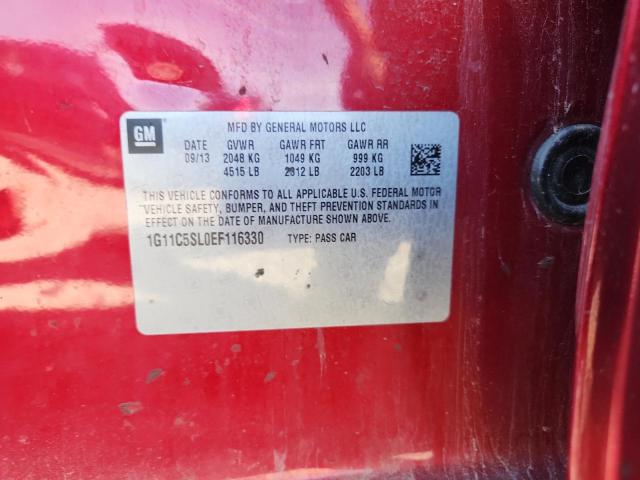 GM
MFD BY GENERAL MOTORS LLC
DATE GVWR GAWR FRT GAWR RR
09/13 2048 KG 1049 KG 999 KG
4515 LB 2312 LB 2203 LB
THIS VEHICLE CONFORMS TO ALL APPLICABLE U.S. FEDERAL MOTOR
VEHICLE SAFETY, BUMPER, AND THEFT PREVENTION STANDARDS IN
EFFECT ON THE DATE OF MANUFACTURE SHOWN ABOVE.
1G11C5SL0EF116330 TYPE: PASS CAR